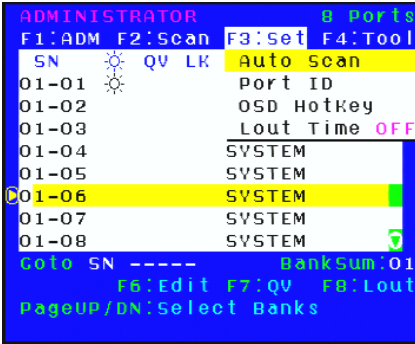 ADMINISTRATOR 8 Ports
F1:ADM F2:Scan F3:Set F4:Tool
SN QV LK Auto Scan
01-01 Port ID
01-02 OSD HotKey
01-03 Lout Time OFF
01-04 SYSTEM
01-05 SYSTEM
01-06 SYSTEM
01-07 SYSTEM
01-08 SYSTEM
Goto SN ----- BankSum:01
F6:Edit F7:QV F8:Lout
PageUP/DN:Select Banks